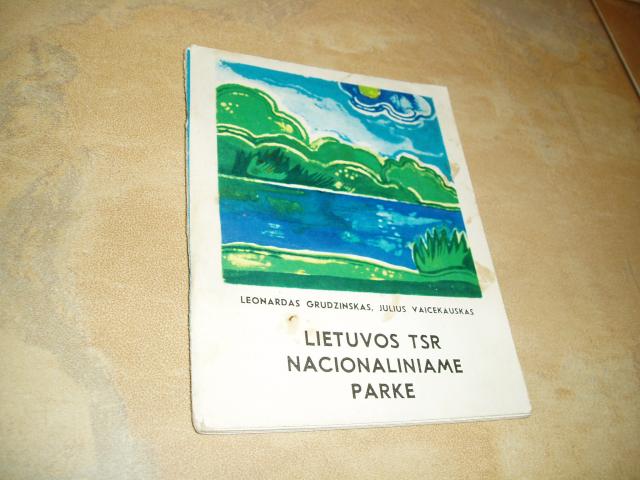 LEONARDAS GRUDZINSKAS, JULIUS VAICEKAUSKAS
LIETUVOS TSR
NACIONALINIAME
PARKE